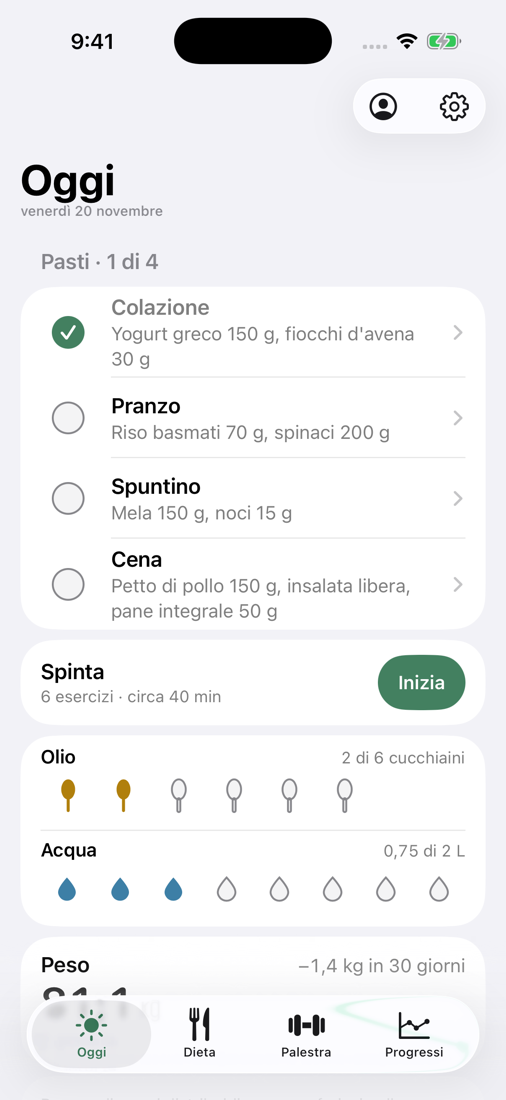 9:41
Oggi
venerdì 20 novembre
Pasti · 1 di 4
Colazione
Yogurt greco 150 g, fiocchi d'avena
30 g
Pranzo
Riso basmati 70 g, spinaci 200 g
Spuntino
Mela 150 g, noci 15 g
Cena
Petto di pollo 150 g, insalata libera,
pane integrale 50 g
Spinta
6 esercizi · circa 40 min
Inizia
Olio
2 di 6 cucchiaini
Acqua
0,75 di 2 L
Peso
−1,4 kg in 30 giorni
Oggi
Dieta
Palestra
Progressi